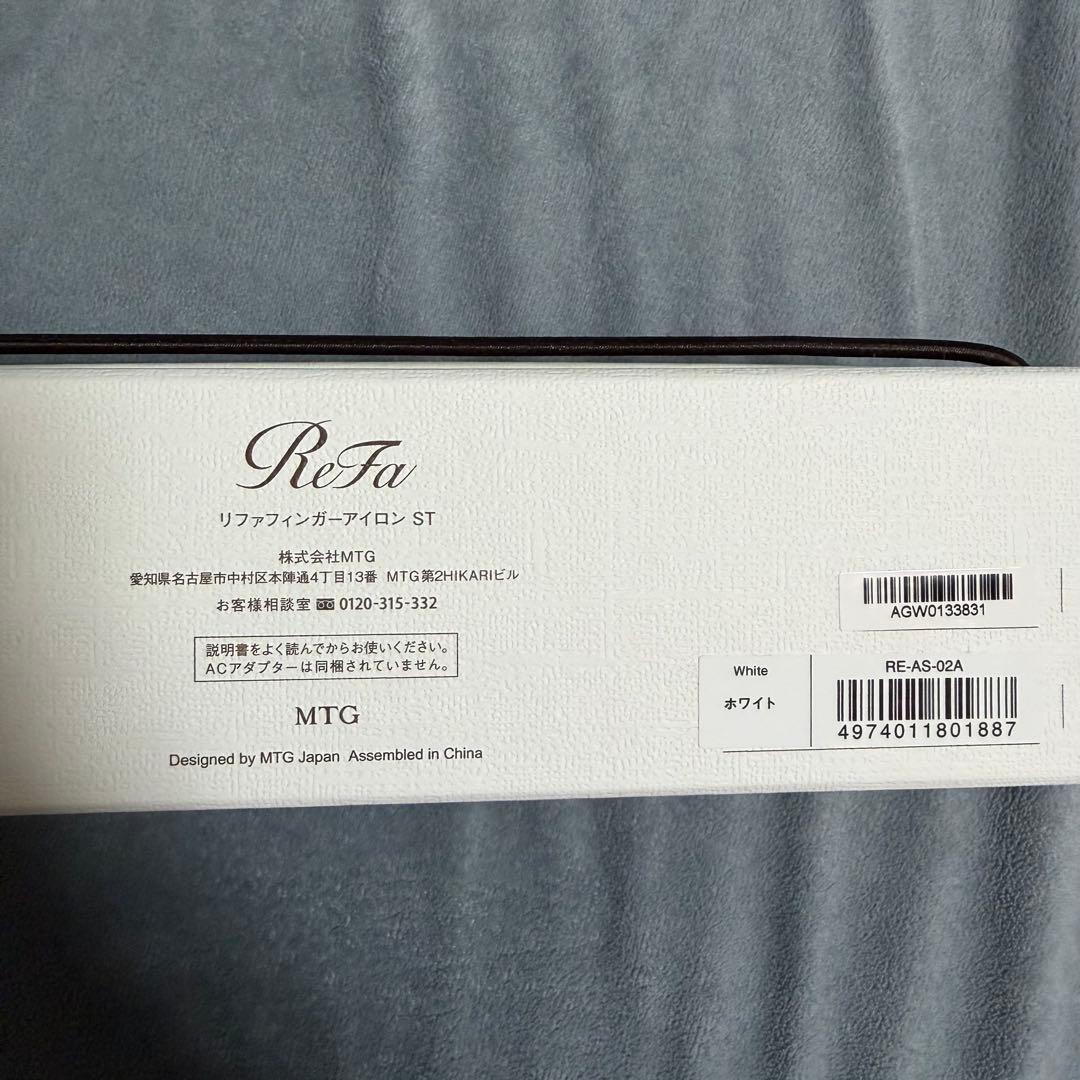 ReFa
リファフィンガーアイロン ST
株式会社MTG
愛知県名古屋市中村区本陣通4丁目13番 MTG第2HIKARIビル
お客様相談室 0120-315-332
説明書をよく読んでからお使いください。
ACアダプターは同梱されていません。
MTG
Designed by MTG Japan Assembled in China
AGW0133831
White
ホワイト
RE-AS-02A
4974011801887